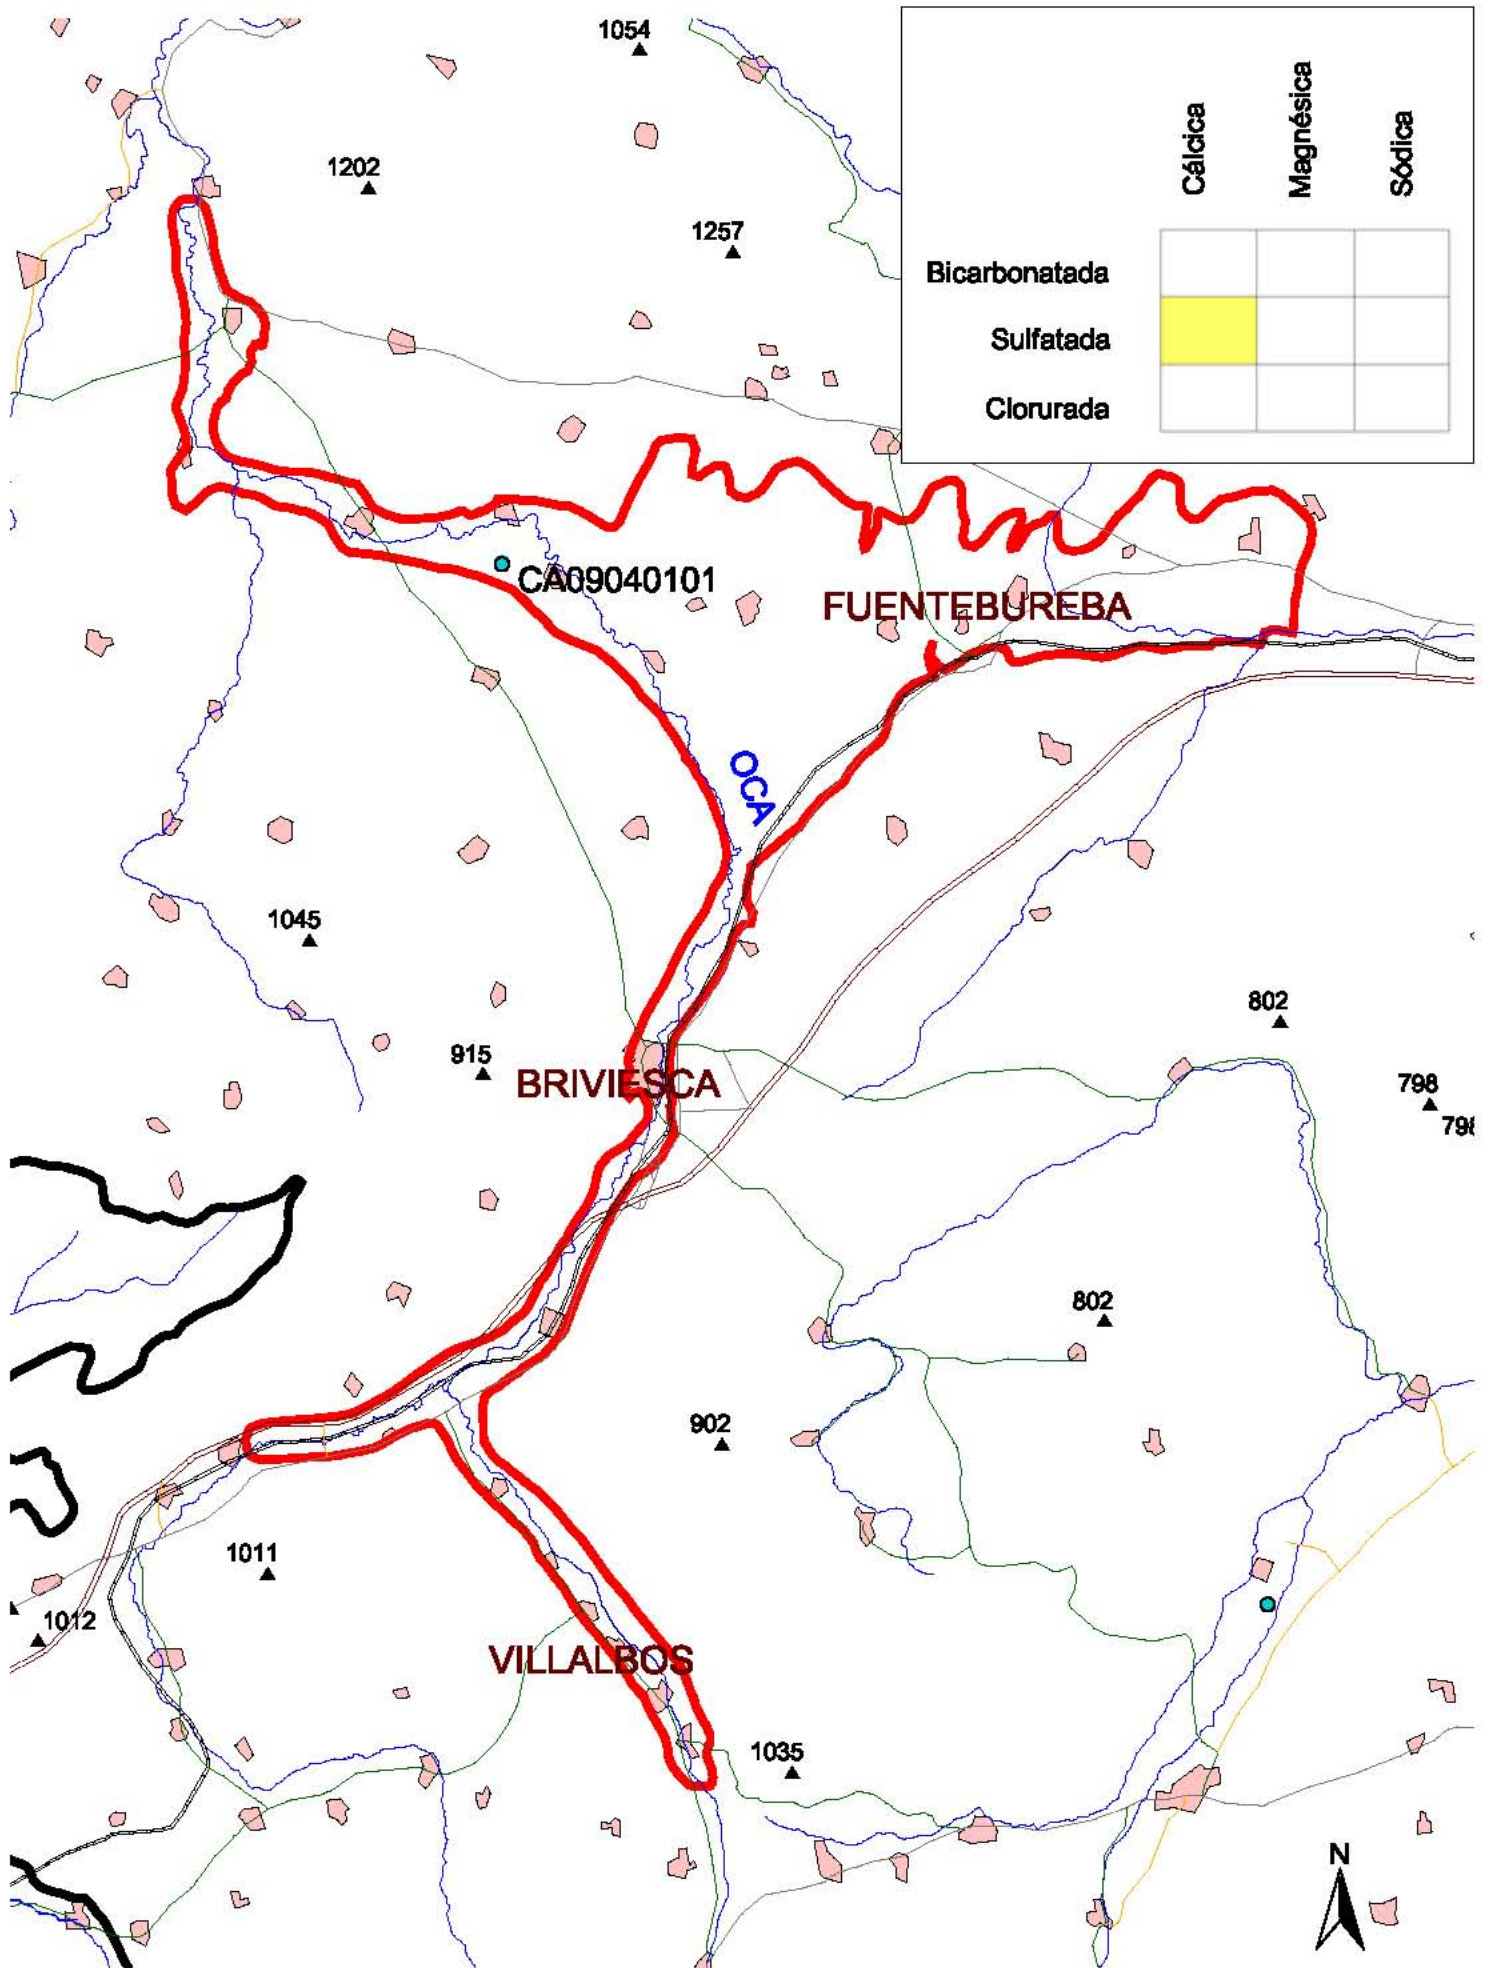 1054
Cálcica
Magnésica
Sódica
1202
1257
Bicarbonatada
Sulfatada
Clorurada
CA09040101
FUENTEBUREBA
OCA
1045
802
915
BRIVIESCA
798
798
802
902
1011
1012
VILLALBOS
1035
N